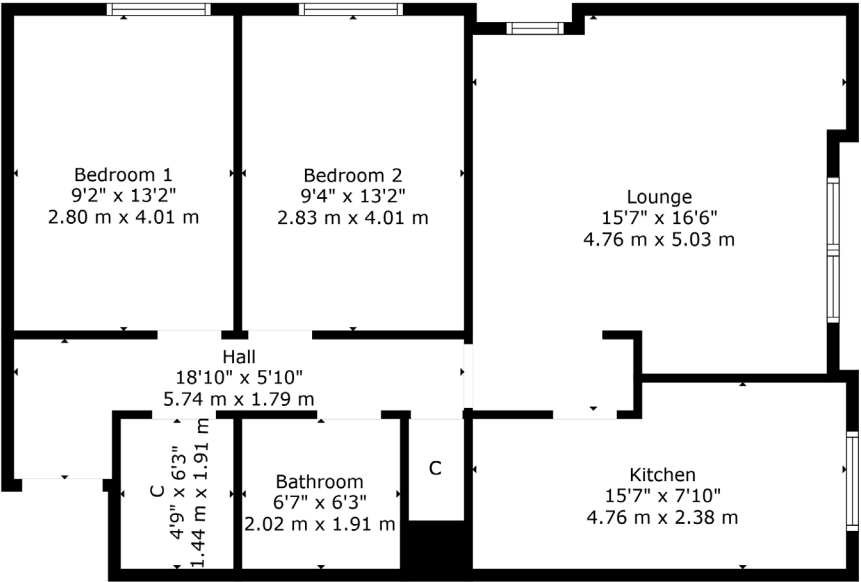 Bedroom 1
9'2" x 13'2"
2.80 m x 4.01 m
Bedroom 2
9'4" x 13'2"
2.83 m x 4.01 m
Lounge
15'7" x 16'6"
4.76 m x 5.03 m
Hall
18'10" x 5'10"
5.74 m x 1.79 m
C
4'9" x 6'3"
1.44 m x 1.91 m
Bathroom
6'7" x 6'3"
2.02 m x 1.91 m
C
Kitchen
15'7" x 7'10"
4.76 m x 2.38 m